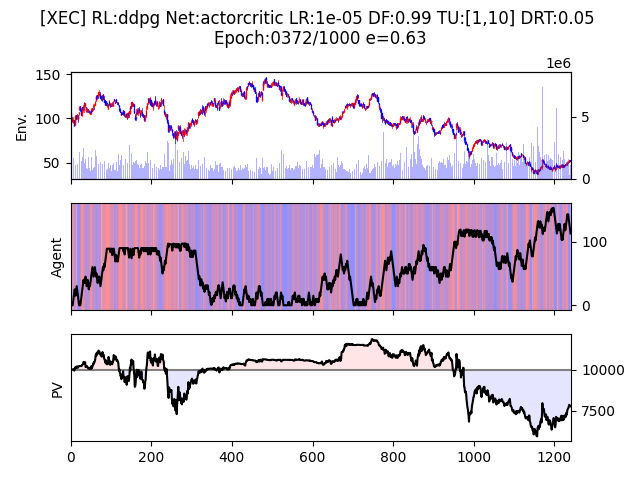 [XEC] RL:ddpg Net:actorcritic LR:1e-05 DF:0.99 TU:[1,10] DRT:0.05
Epoch:0372/1000 e=0.63
1e6
150
100
50
Env.
5
0
Agent
100
0
PV
10000
7500
0 200 400 600 800 1000 1200